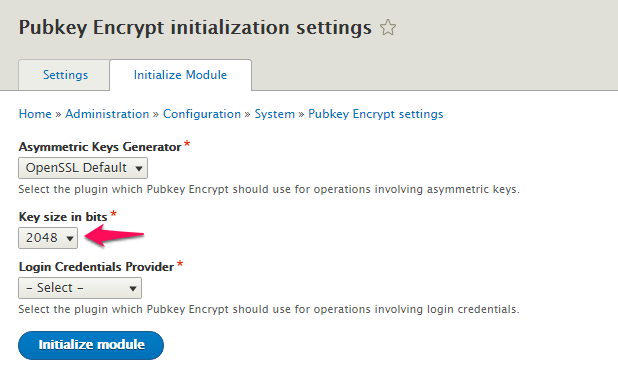 Pubkey Encrypt initialization settings
Settings
Initialize Module
Home » Administration » Configuration » System » Pubkey Encrypt settings
Asymmetric Keys Generator *
OpenSSL Default
Select the plugin which Pubkey Encrypt should use for operations involving asymmetric keys.
Key size in bits *
2048
Login Credentials Provider *
- Select -
Select the plugin which Pubkey Encrypt should use for operations involving login credentials.
Initialize module